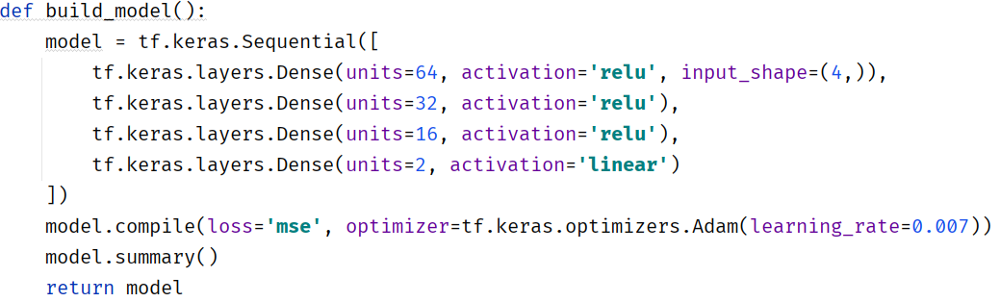 def build_model():
    model = tf.keras.Sequential([
        tf.keras.layers.Dense(units=64, activation='relu', input_shape=(4,)),
        tf.keras.layers.Dense(units=32, activation='relu'),
        tf.keras.layers.Dense(units=16, activation='relu'),
        tf.keras.layers.Dense(units=2, activation='linear')
    ])
    model.compile(loss='mse', optimizer=tf.keras.optimizers.Adam(learning_rate=0.007))
    model.summary()
    return model